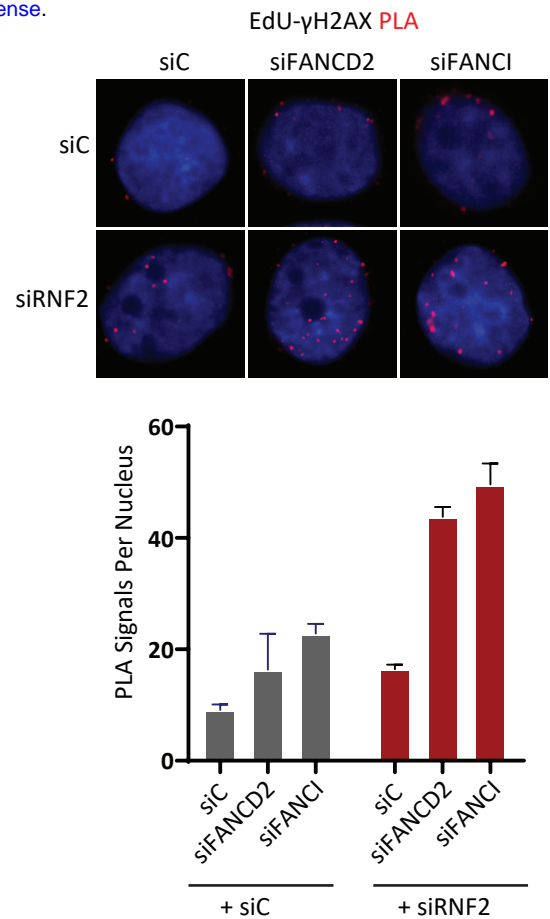 ense.
EdU-γH2AX PLA
siC siFANCD2 siFANCI
siC
siRNF2
PLA Signals Per Nucleus
60
40
20
0
siC siFANCD2 siFANCI siC siFANCD2 siFANCI
+ siC + siRNF2